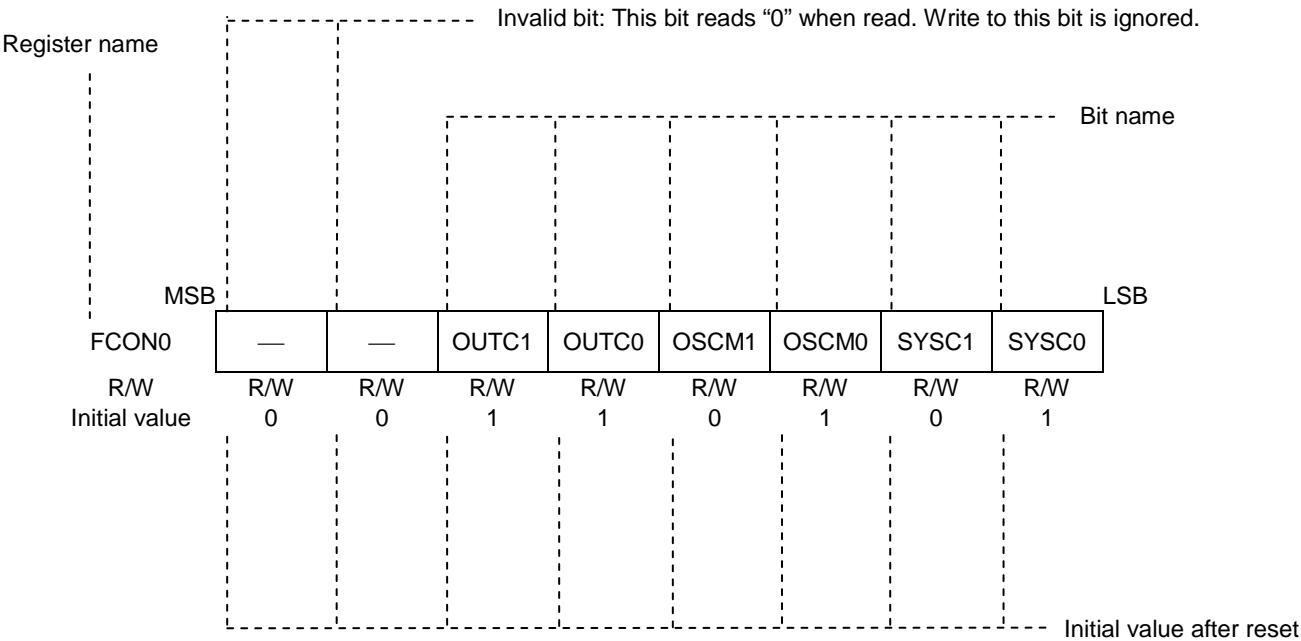 Invalid bit: This bit reads “0” when read. Write to this bit is ignored.
Register name
Bit name
MSB LSB
FCON0 — — OUTC1 OUTC0 OSCM1 OSCM0 SYSC1 SYSC0
R/W R/W R/W R/W R/W R/W R/W R/W R/W
Initial value 0 0 1 1 0 1 0 1
Initial value after reset